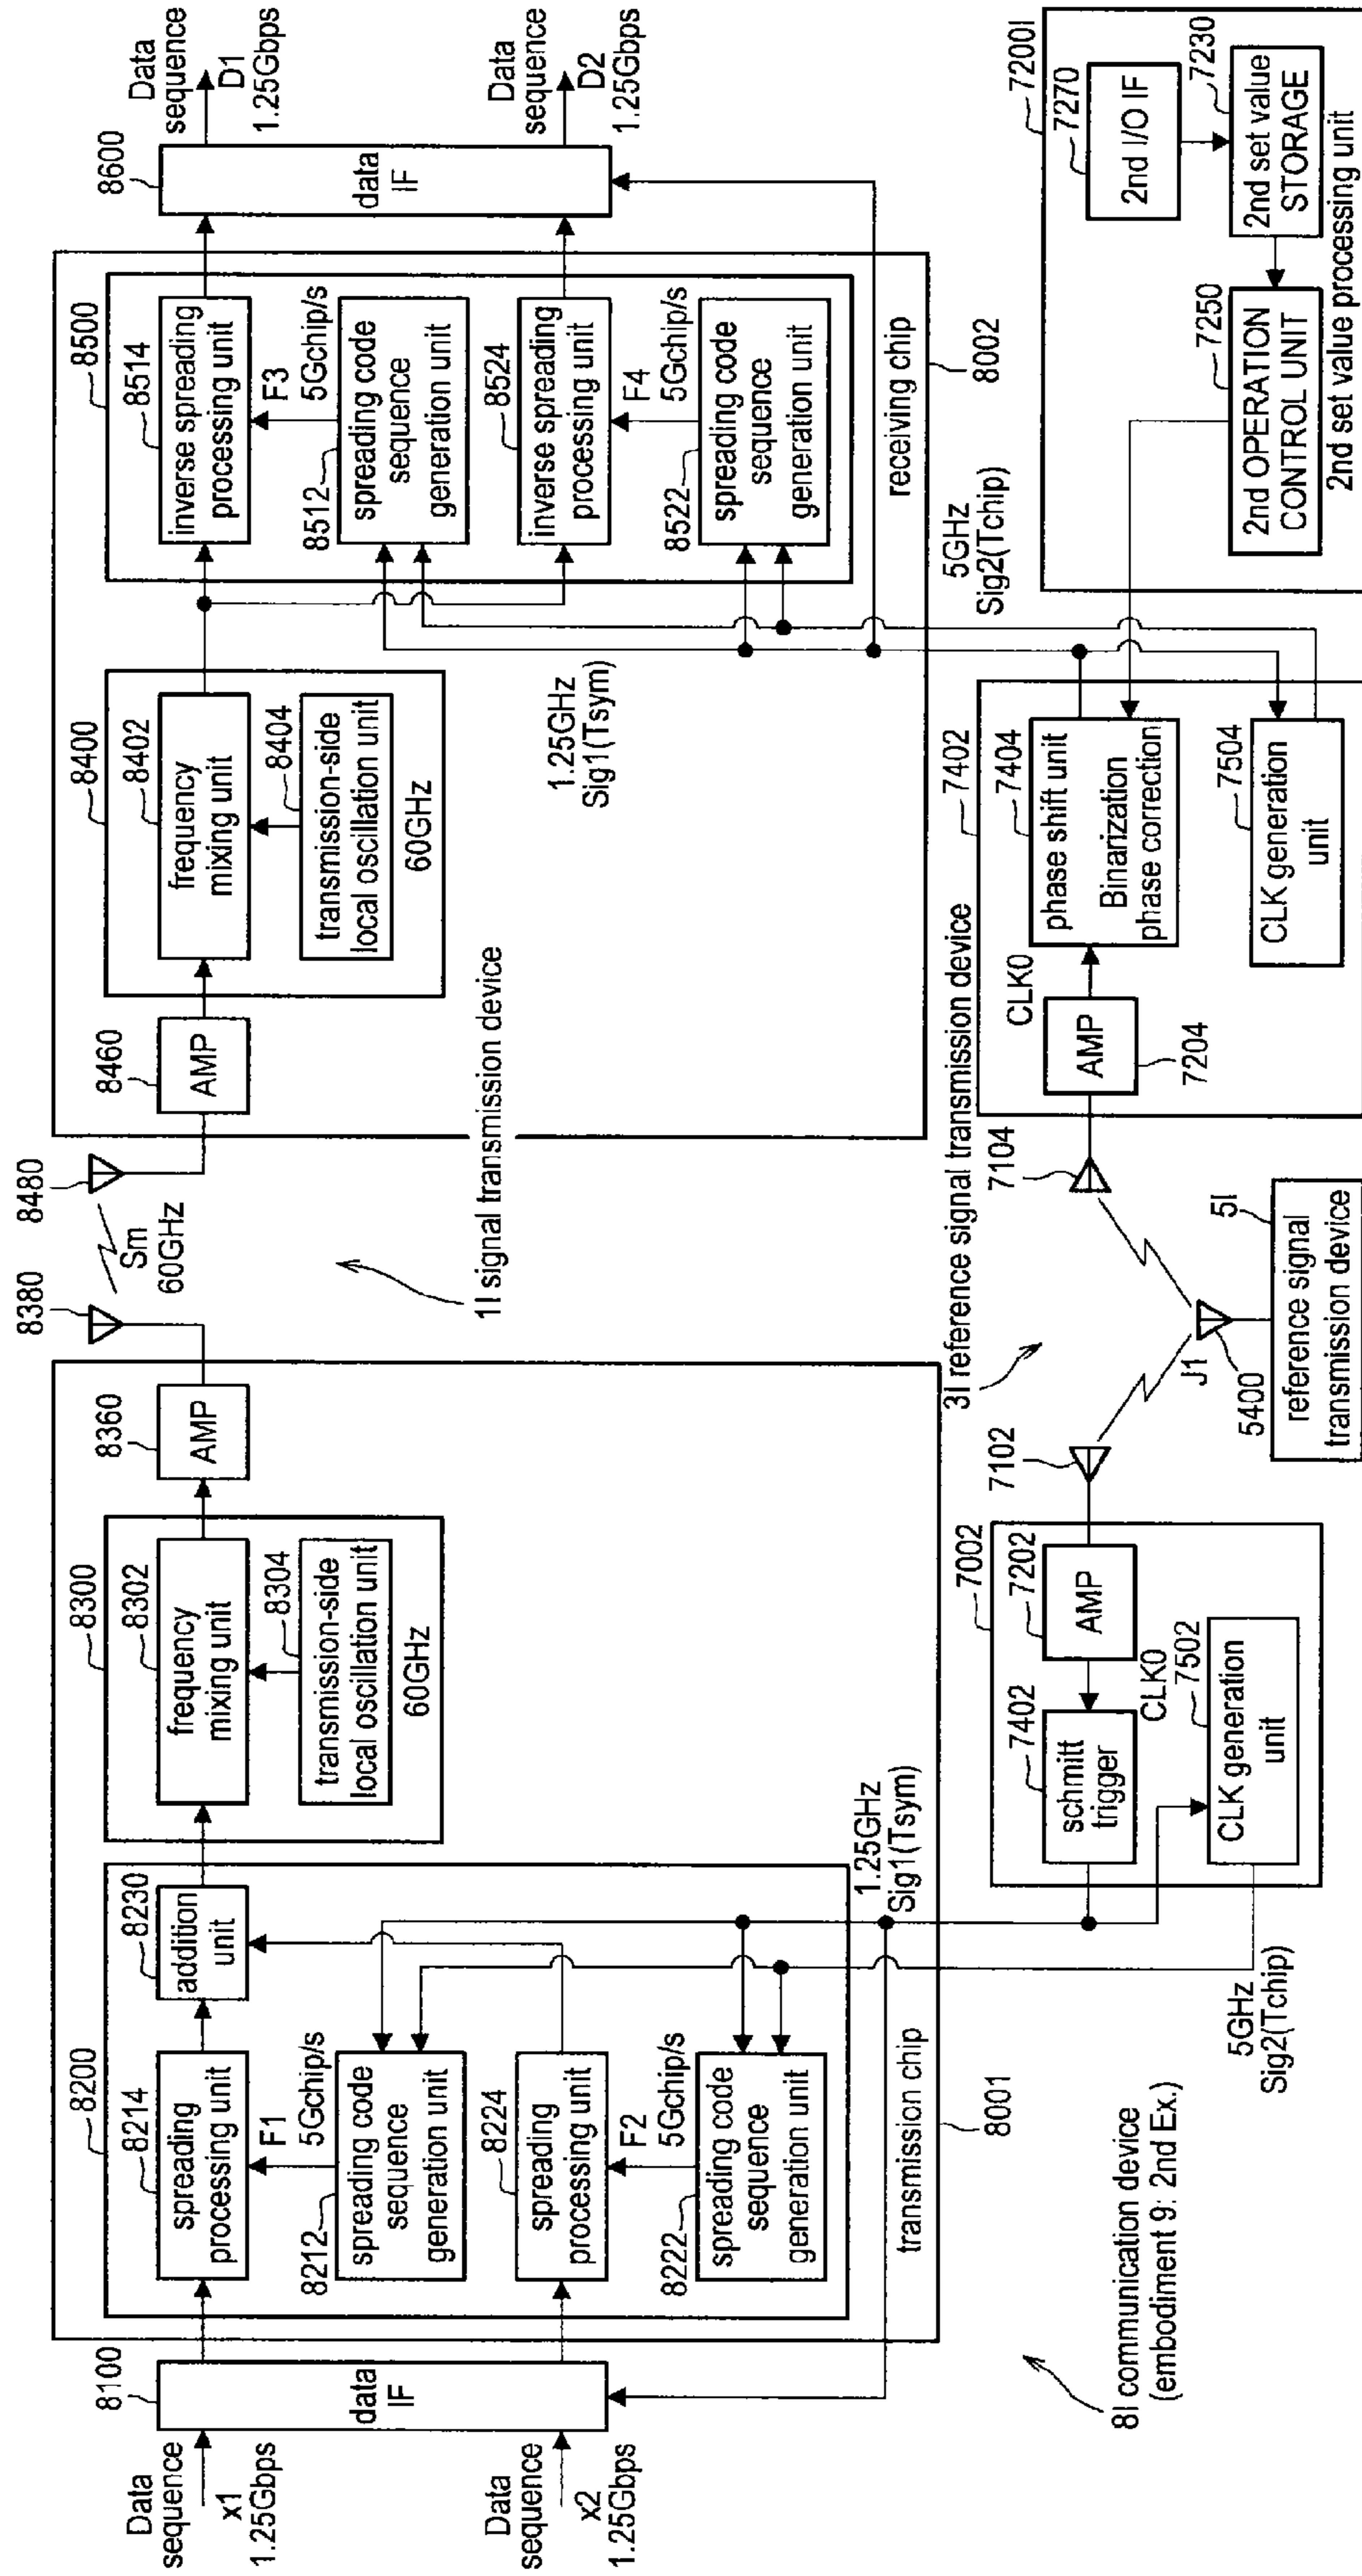 Data
sequence
x1
1.25Gbps
Data
sequence
x2
1.25Gbps
8100
data
IF
8200
8214
spreading
processing unit
8230
addition
unit
F1
5Gchip/s
8212
spreading code
sequence
generation unit
8224
spreading
processing unit
F2
5Gchip/s
8222
spreading code
sequence
generation unit
transmission chip
8001
1.25GHz
Sig1(Tsym)
8300
8302
frequency
mixing unit
8304
transmission-side
local oscillation unit
60GHz
8360
AMP
8380
Sm
60GHz
8480
1I signal transmission device
8460
AMP
8400
8402
frequency
mixing unit
8404
transmission-side
local oscillation unit
60GHz
1.25GHz
Sig1(Tsym)
8500
8514
inverse spreading
processing unit
F3
5Gchip/s
8512
spreading code
sequence
generation unit
8524
inverse spreading
processing unit
F4
5Gchip/s
8522
spreading code
sequence
generation unit
receiving chip
8002
5GHz
Sig2(Tchip)
8600
data
IF
Data
sequence
D1
1.25Gbps
Data
sequence
D2
1.25Gbps
8I communication device
(embodiment 9: 2nd Ex.)
5GHz
Sig2(Tchip)
7002
7402
schmitt
trigger
7202
AMP
CLK0
7502
CLK generation
unit
7102
3I reference signal transmission device
J1
5400
5I
reference signal
transmission device
7104
7402
CLK0
AMP
7204
7404
phase shift unit
Binarization
phase correction
7504
CLK generation
unit
7200I
7270
2nd I/O IF
7230
2nd set value
STORAGE
7250
2nd OPERATION
CONTROL UNIT
2nd set value processing unit